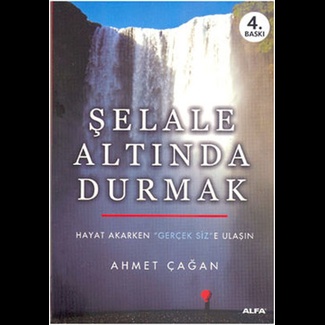 4.
BASKI
ŞELALE
ALTINDA
DURMAK
HAYAT AKARKEN "GERÇEK SİZ"E ULAŞIN
AHMET ÇAĞAN
ALFA